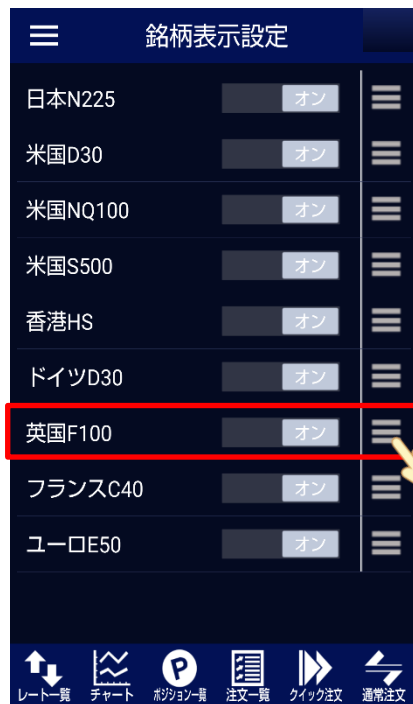 銘柄表示設定
日本N225 オン
米国D30 オン
米国NQ100 オン
米国S500 オン
香港HS オン
ドイツD30 オン
英国F100 オン
フランスC40 オン
ユーロE50 オン
P
レート一覧 チャート ポジション一覧 注文一覧 クイック注文 通常注文